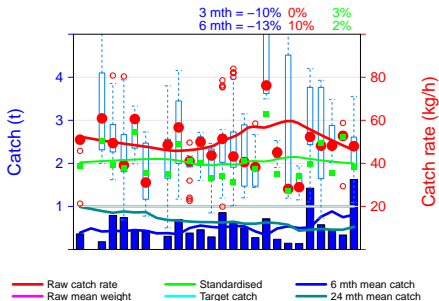 3 mth = −10% 0% 3%
6 mth = −13% 10% 2%
Catch (t)
4
3
2
1
80
60
40
20
Catch rate (kg/h)
Raw catch rate Standardised 6 mth mean catch
Raw mean weight Target catch 24 mth mean catch